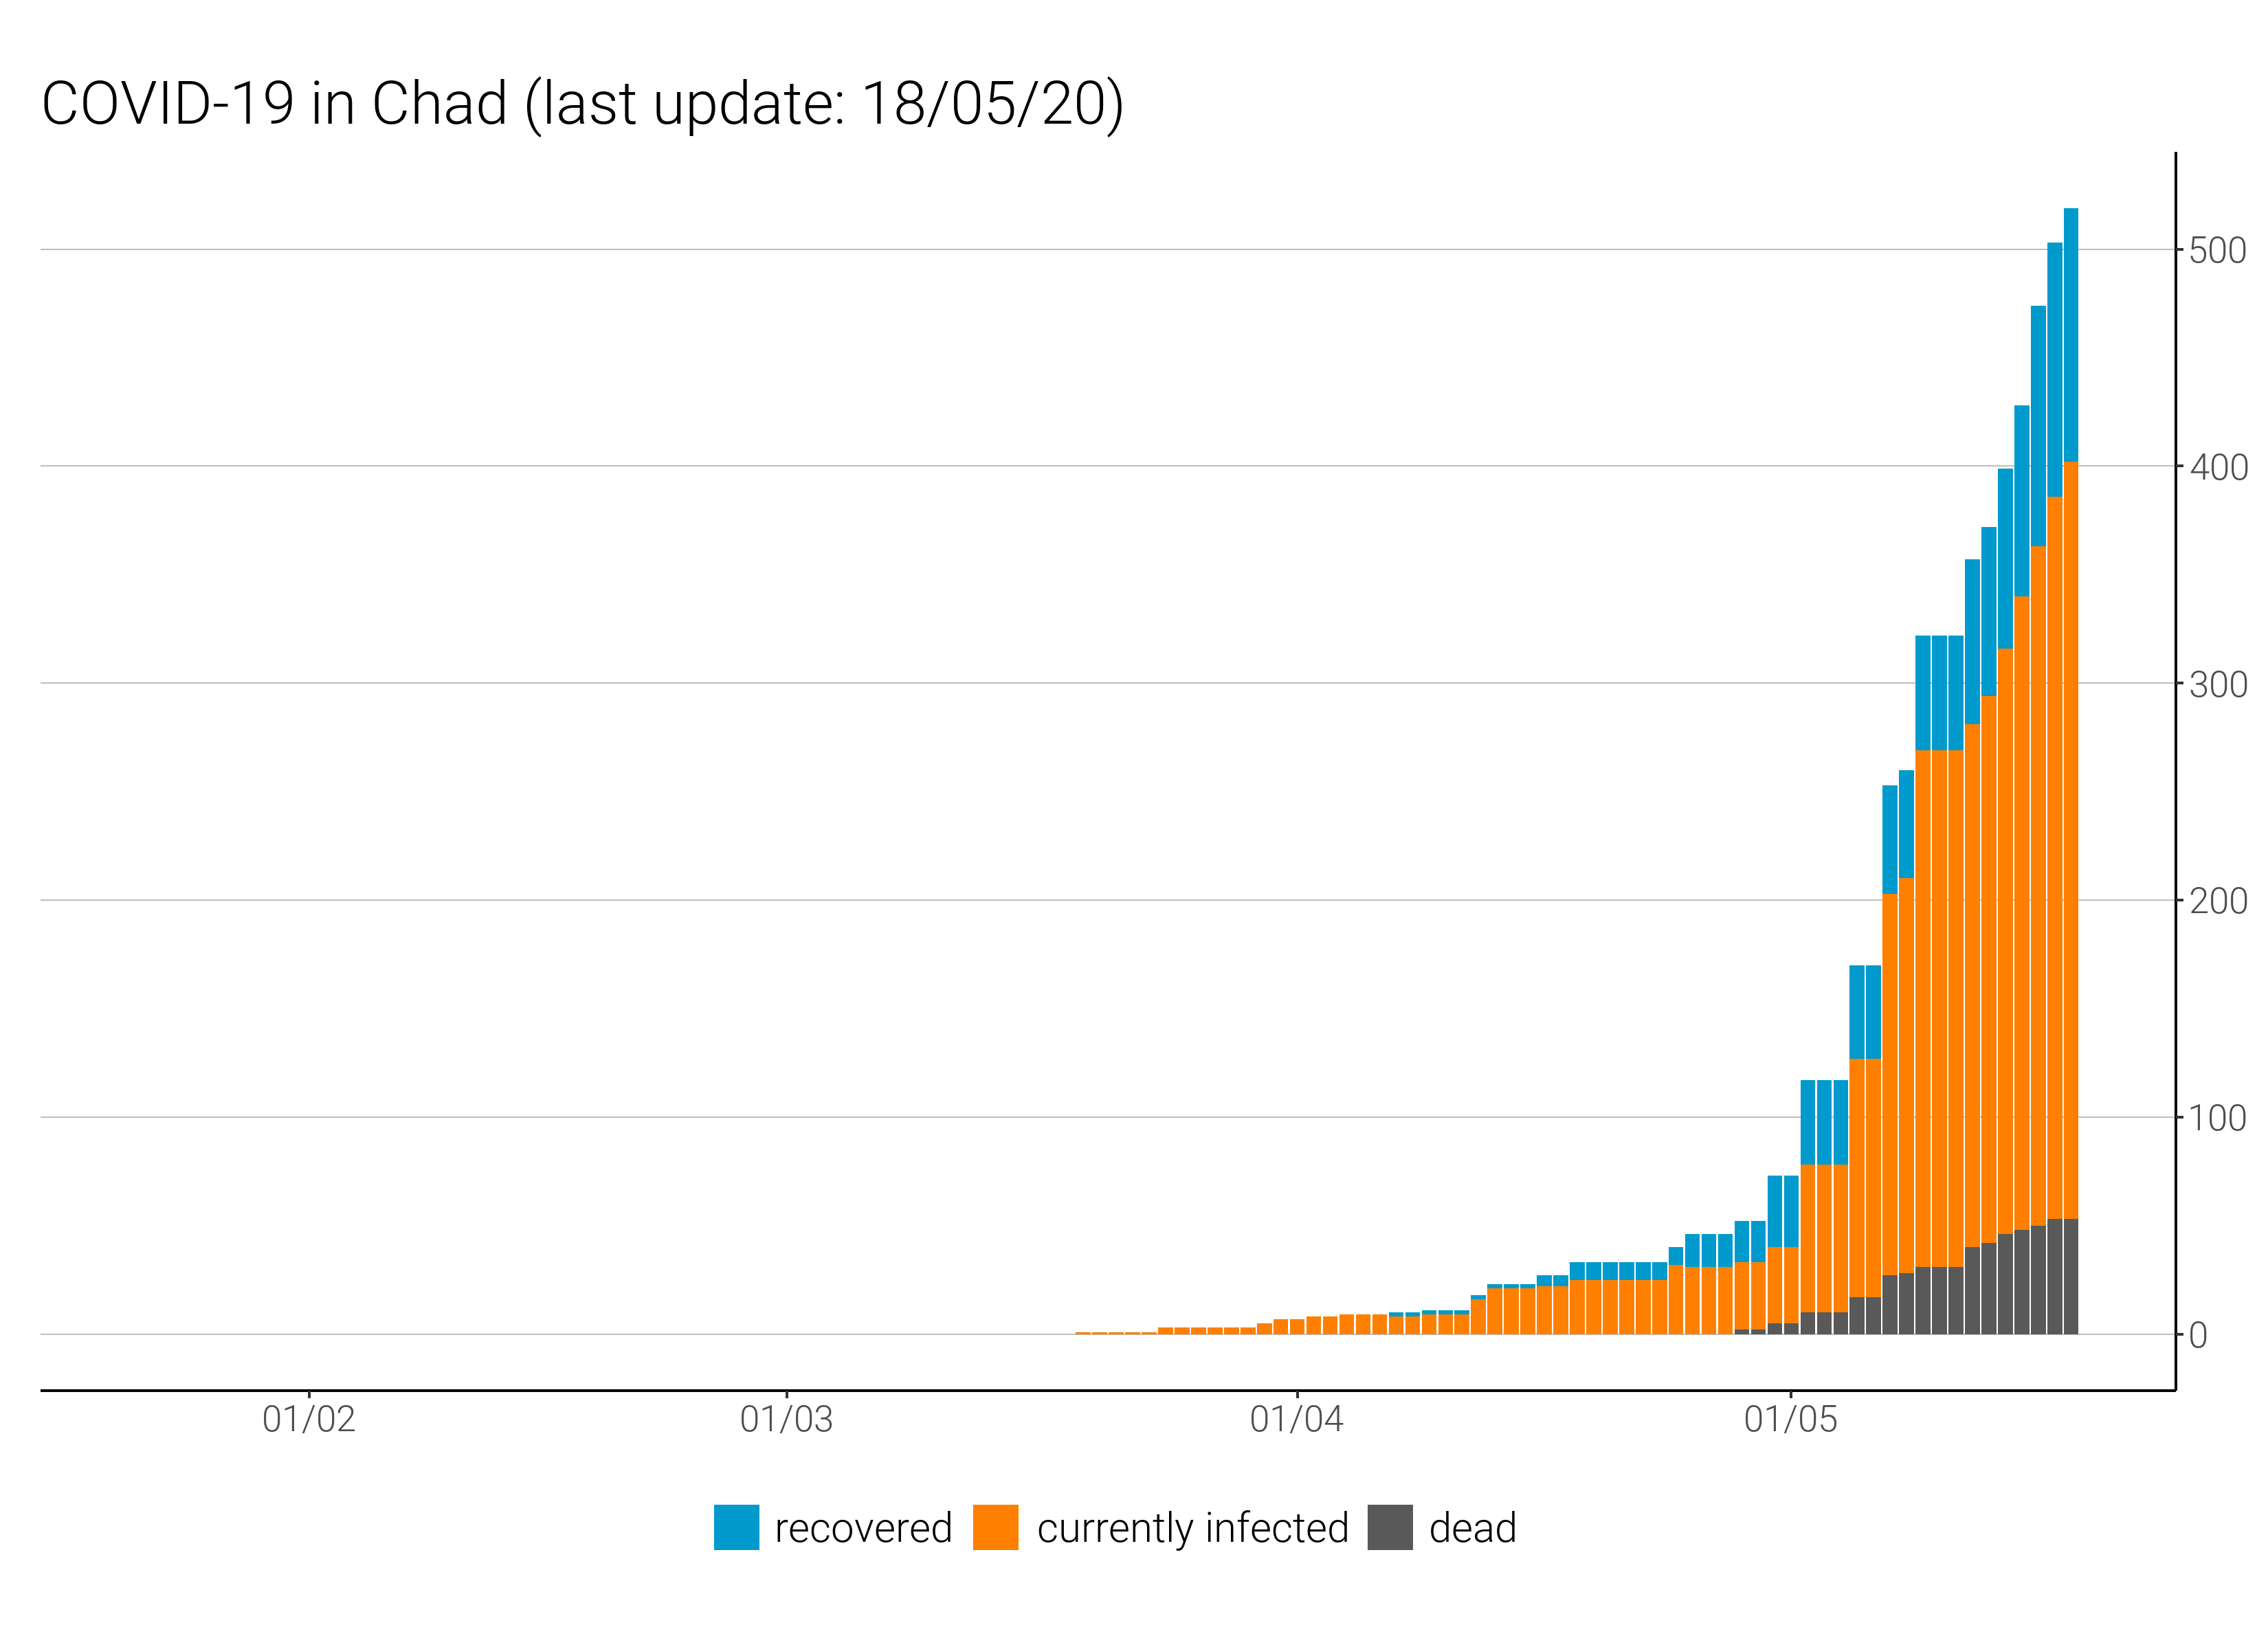 COVID-19 in Chad (last update: 18/05/20)
500
400
300
200
100
0
01/02 01/03 01/04 01/05
recovered currently infected dead